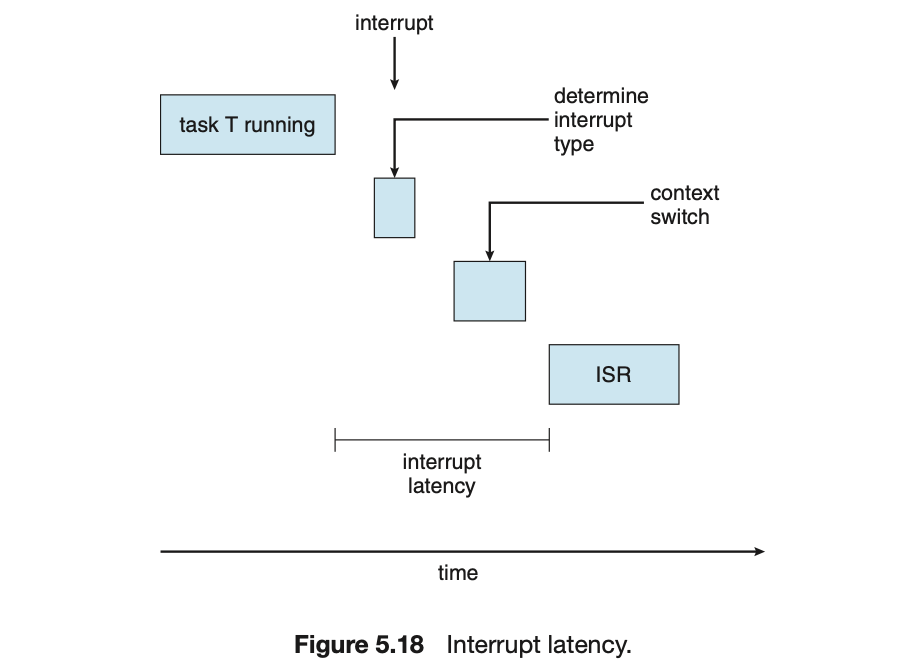 interrupt
task T running
determine
interrupt
type
context
switch
ISR
interrupt
latency
time
Figure 5.18 Interrupt latency.